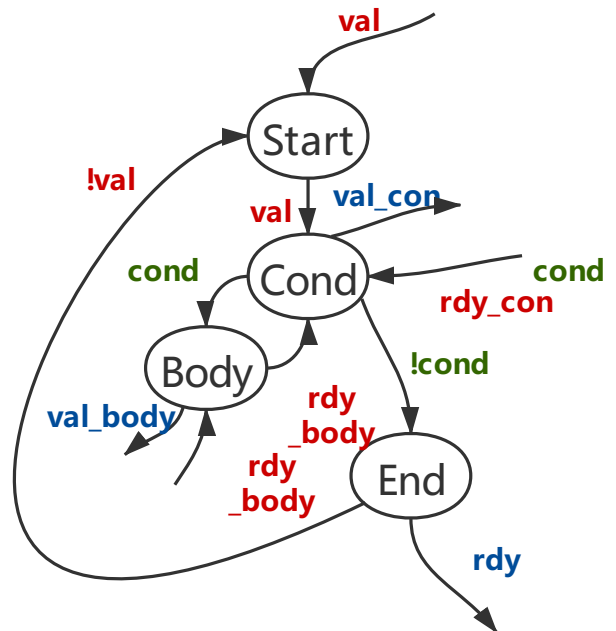 val
Start
!val
val
val_con
cond
Cond
cond
rdy_con
Body
!cond
val_body
rdy
_body
rdy
_body
End
rdy